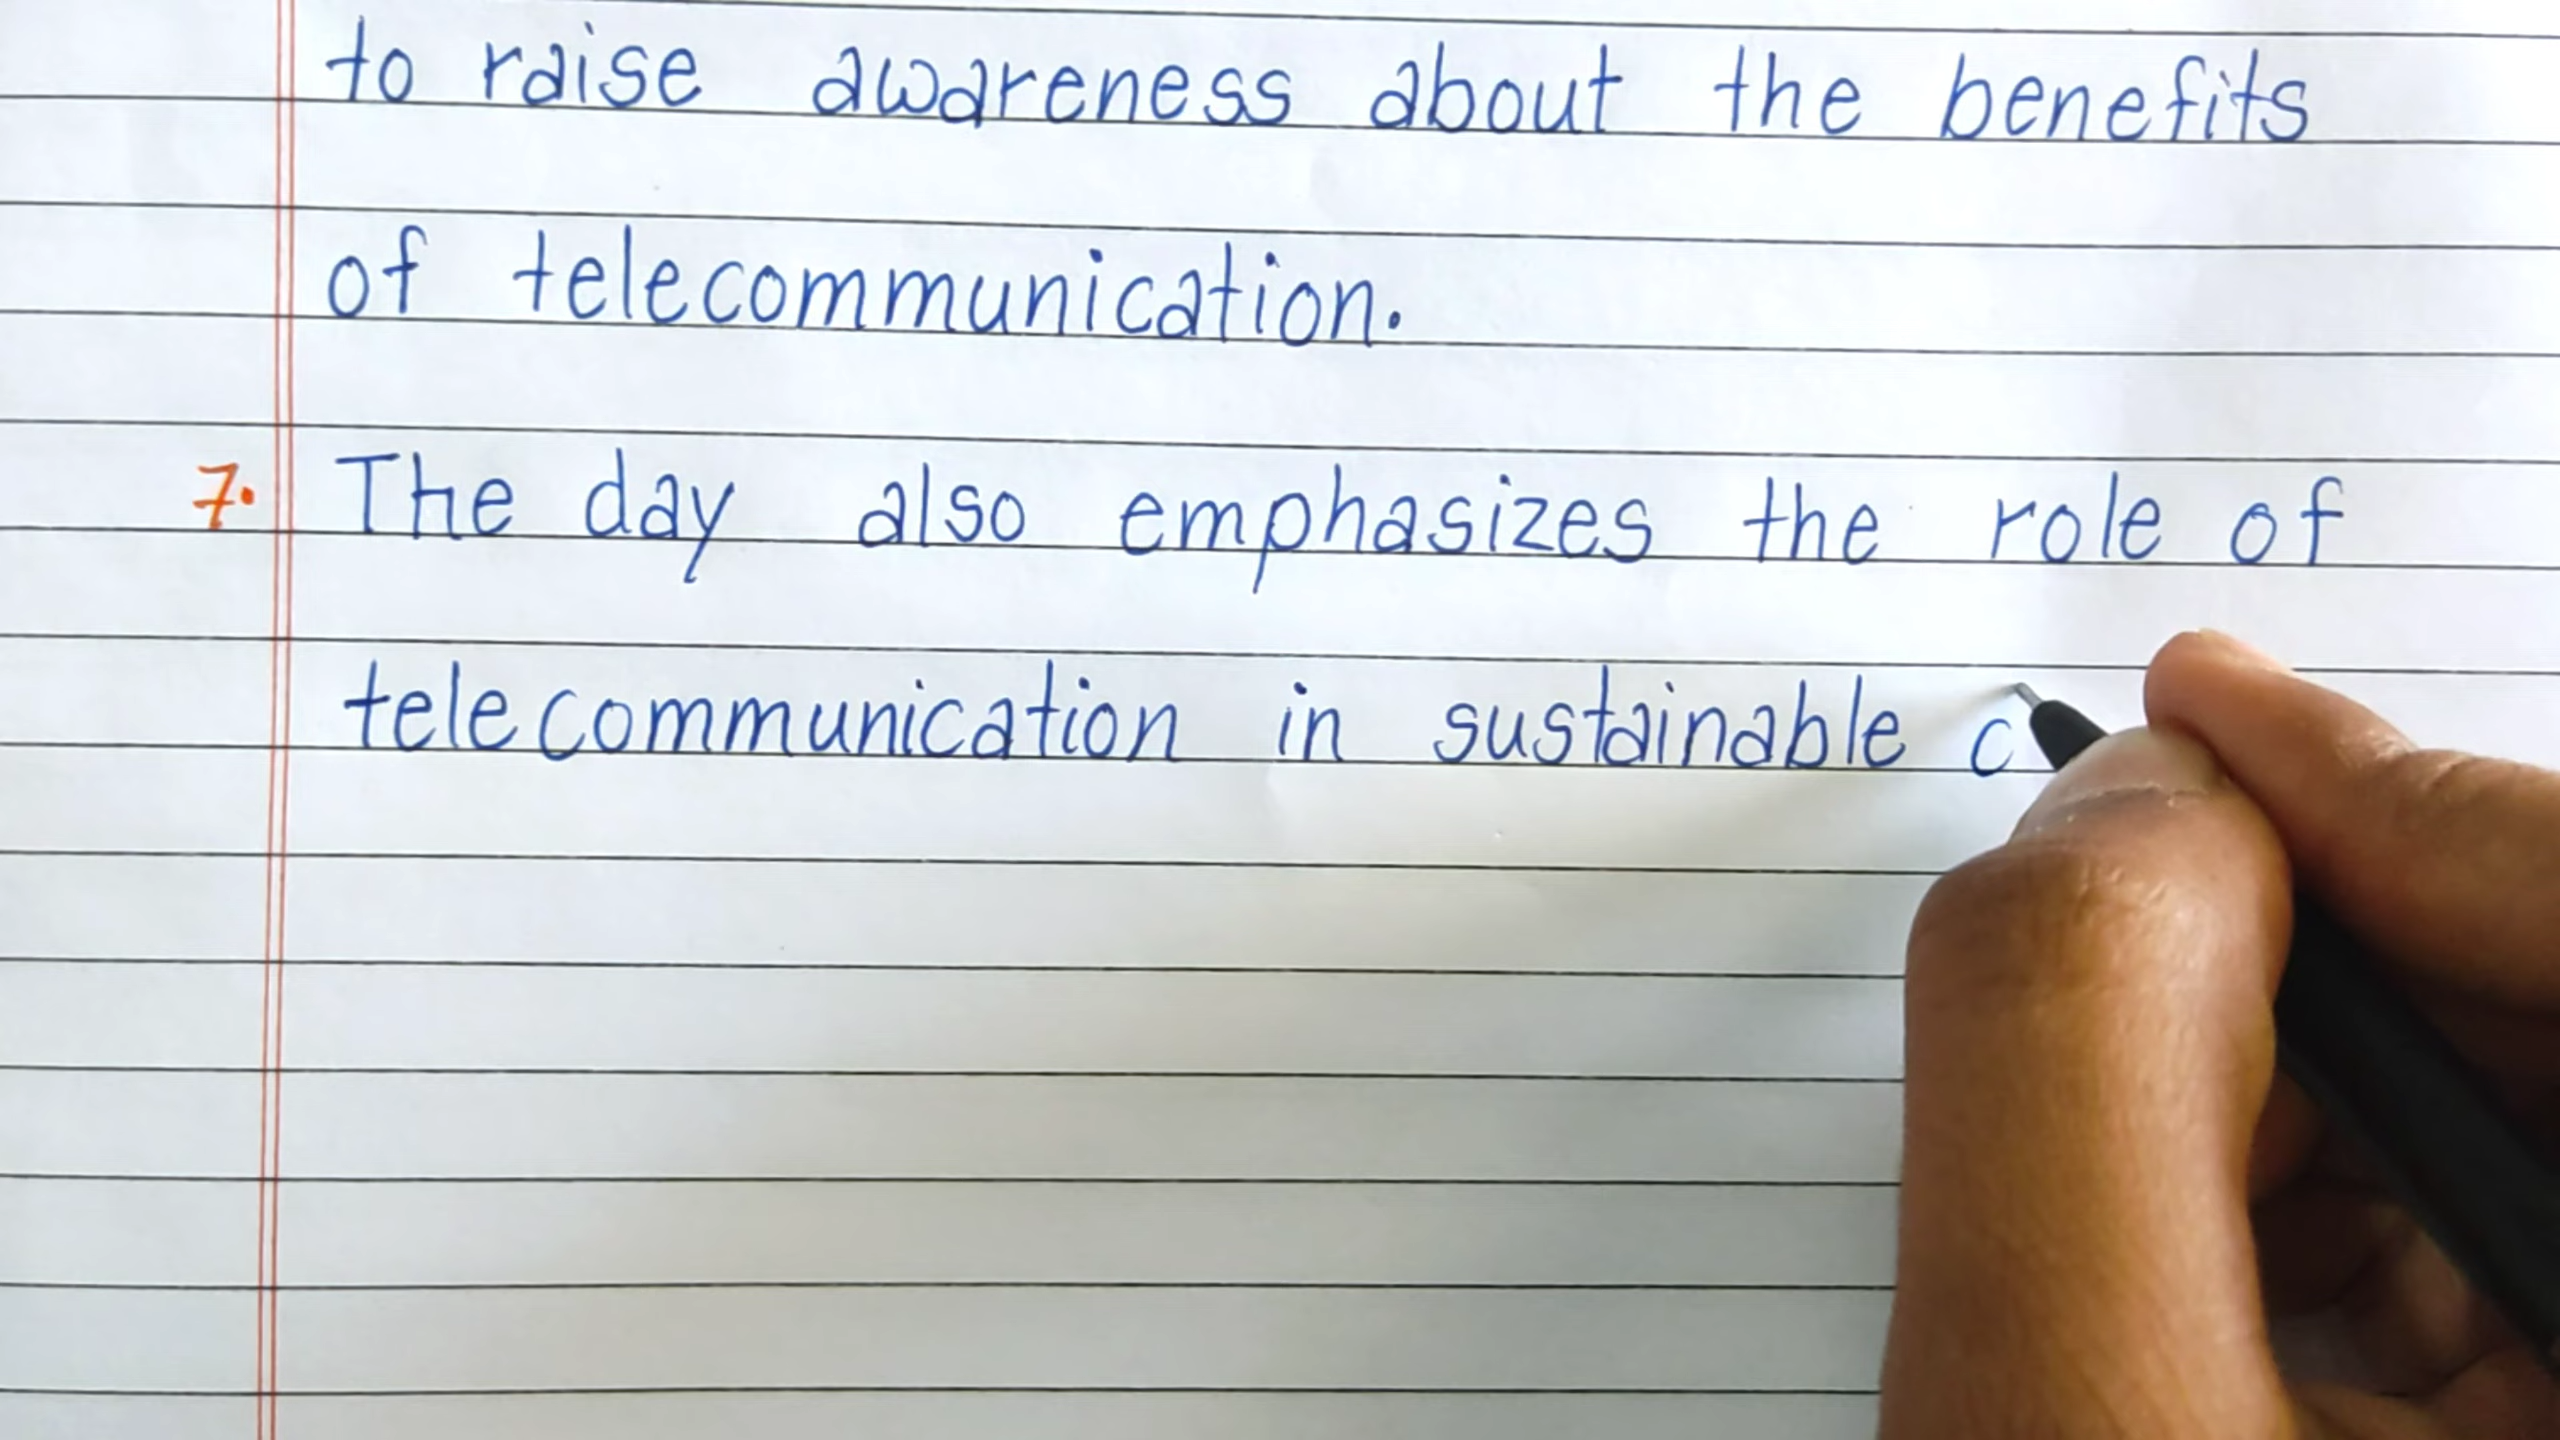 to raise awareness about the benefits
of telecommunication.
7. The day also emphasizes the role of
telecommunication in sustainable